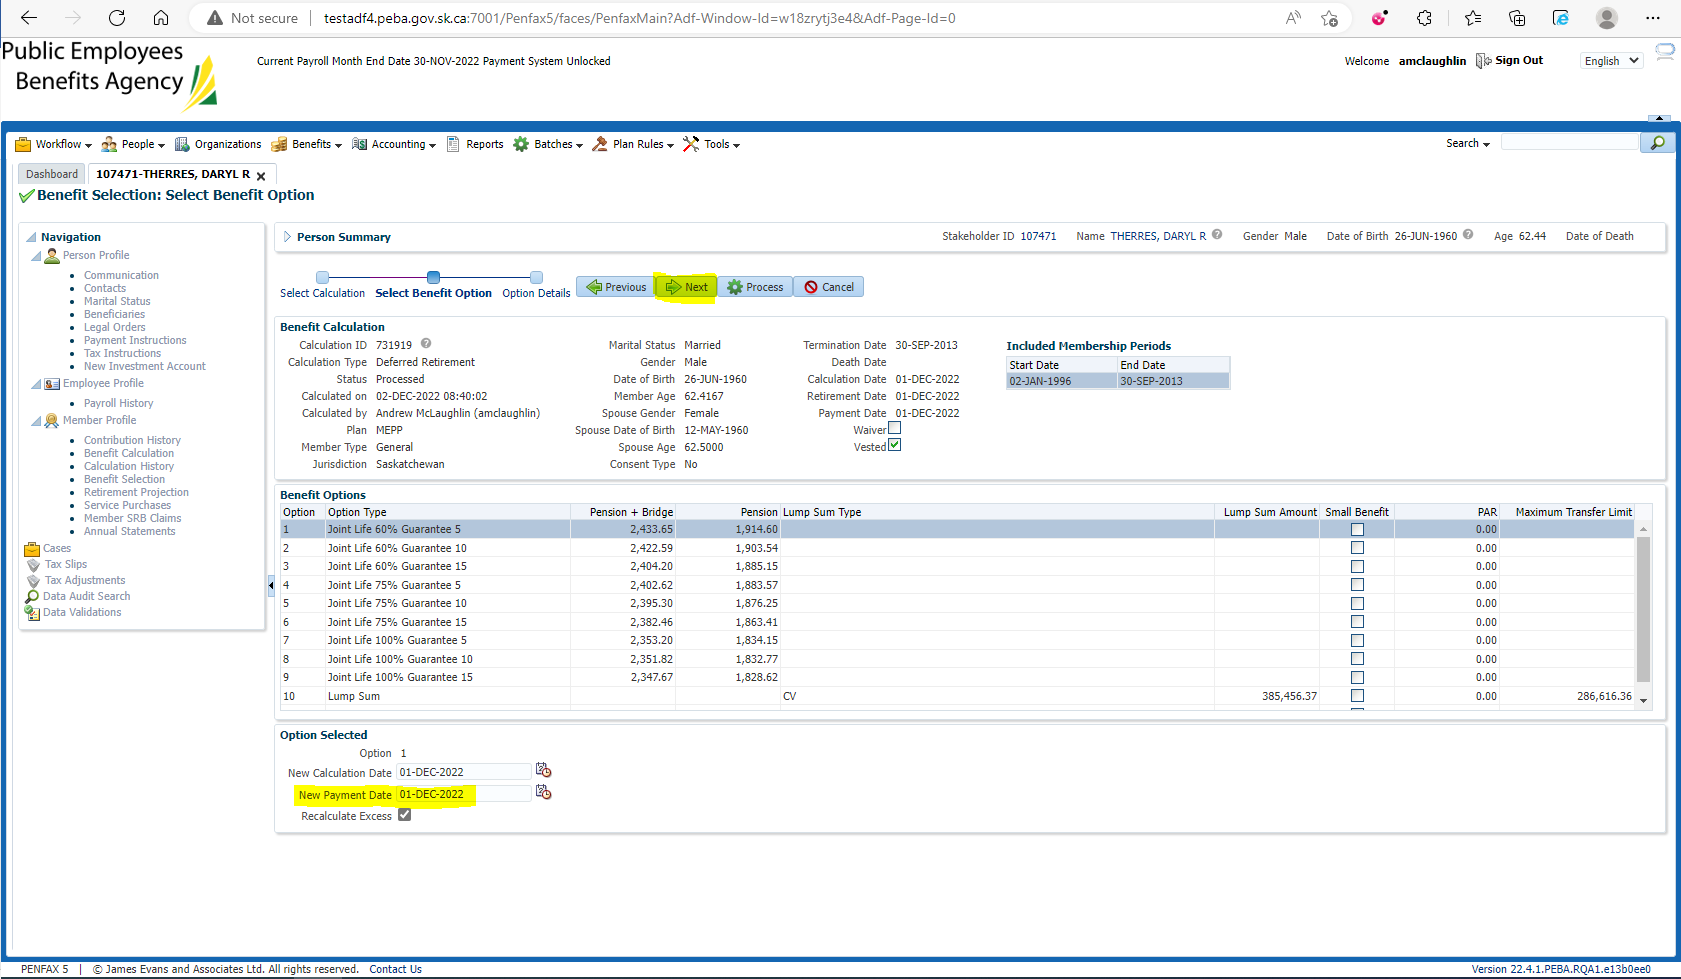 Not secure | testadf4.peba.gov.sk.ca:7001/Penfax5/faces/PenfaxMain?Adf-Window-Id=w18zrytj3e4&Adf-Page-Id=0
Public Employees
Benefits Agency
Current Payroll Month End Date 30-NOV-2022 Payment System Unlocked
Welcome amclaughlin Sign Out English
Workflow People Organizations Benefits Accounting Reports Batches Plan Rules Tools Search
Dashboard 107471-THERRES, DARYL R
Benefit Selection: Select Benefit Option
Navigation
Person Profile
Communication
Contacts
Marital Status
Beneficiaries
Legal Orders
Payment Instructions
Tax Instructions
New Investment Account
Employee Profile
Payroll History
Member Profile
Contribution History
Benefit Calculation
Calculation History
Benefit Selection
Retirement Projection
Service Purchases
Member SRB Claims
Annual Statements
Cases
Tax Slips
Tax Adjustments
Data Audit Search
Data Validations
Person Summary Stakeholder ID 107471 Name THERRES, DARYL R Gender Male Date of Birth 26-JUN-1960 Age 62.44 Date of Death
Select Calculation Select Benefit Option Option Details Previous Next Process Cancel
Benefit Calculation
Calculation ID 731919 Marital Status Married Termination Date 30-SEP-2013 Included Membership Periods
Calculation Type Deferred Retirement Gender Male Death Date Start Date End Date
Status Processed Date of Birth 26-JUN-1960 Calculation Date 01-DEC-2022 02-JAN-1996 30-SEP-2013
Calculated on 02-DEC-2022 08:40:02 Member Age 62.4167 Retirement Date 01-DEC-2022
Calculated by Andrew McLaughlin (amclaughlin) Spouse Gender Female Payment Date 01-DEC-2022
Plan MEPP Spouse Date of Birth 12-MAY-1960 Waiver
Member Type General Spouse Age 62.5000 Vested
Jurisdiction Saskatchewan Consent Type No
Benefit Options
Option Option Type Pension + Bridge Pension Lump Sum Type Lump Sum Amount Small Benefit PAR Maximum Transfer Limit
1 Joint Life 60% Guarantee 5 2,433.65 1,914.60 0.00
2 Joint Life 60% Guarantee 10 2,422.59 1,903.54 0.00
3 Joint Life 60% Guarantee 15 2,404.20 1,885.15 0.00
4 Joint Life 75% Guarantee 5 2,402.62 1,883.57 0.00
5 Joint Life 75% Guarantee 10 2,395.30 1,876.25 0.00
6 Joint Life 75% Guarantee 15 2,382.46 1,863.41 0.00
7 Joint Life 100% Guarantee 5 2,353.20 1,834.15 0.00
8 Joint Life 100% Guarantee 10 2,351.82 1,832.77 0.00
9 Joint Life 100% Guarantee 15 2,347.67 1,828.62 0.00
10 Lump Sum CV 385,456.37 0.00 286,616.36
Option Selected
Option 1
New Calculation Date 01-DEC-2022
New Payment Date 01-DEC-2022
Recalculate Excess
PENFAX 5 | © James Evans and Associates Ltd. All rights reserved. Contact Us Version 22.4.1.PEBA.RQA1.e13b0ee0